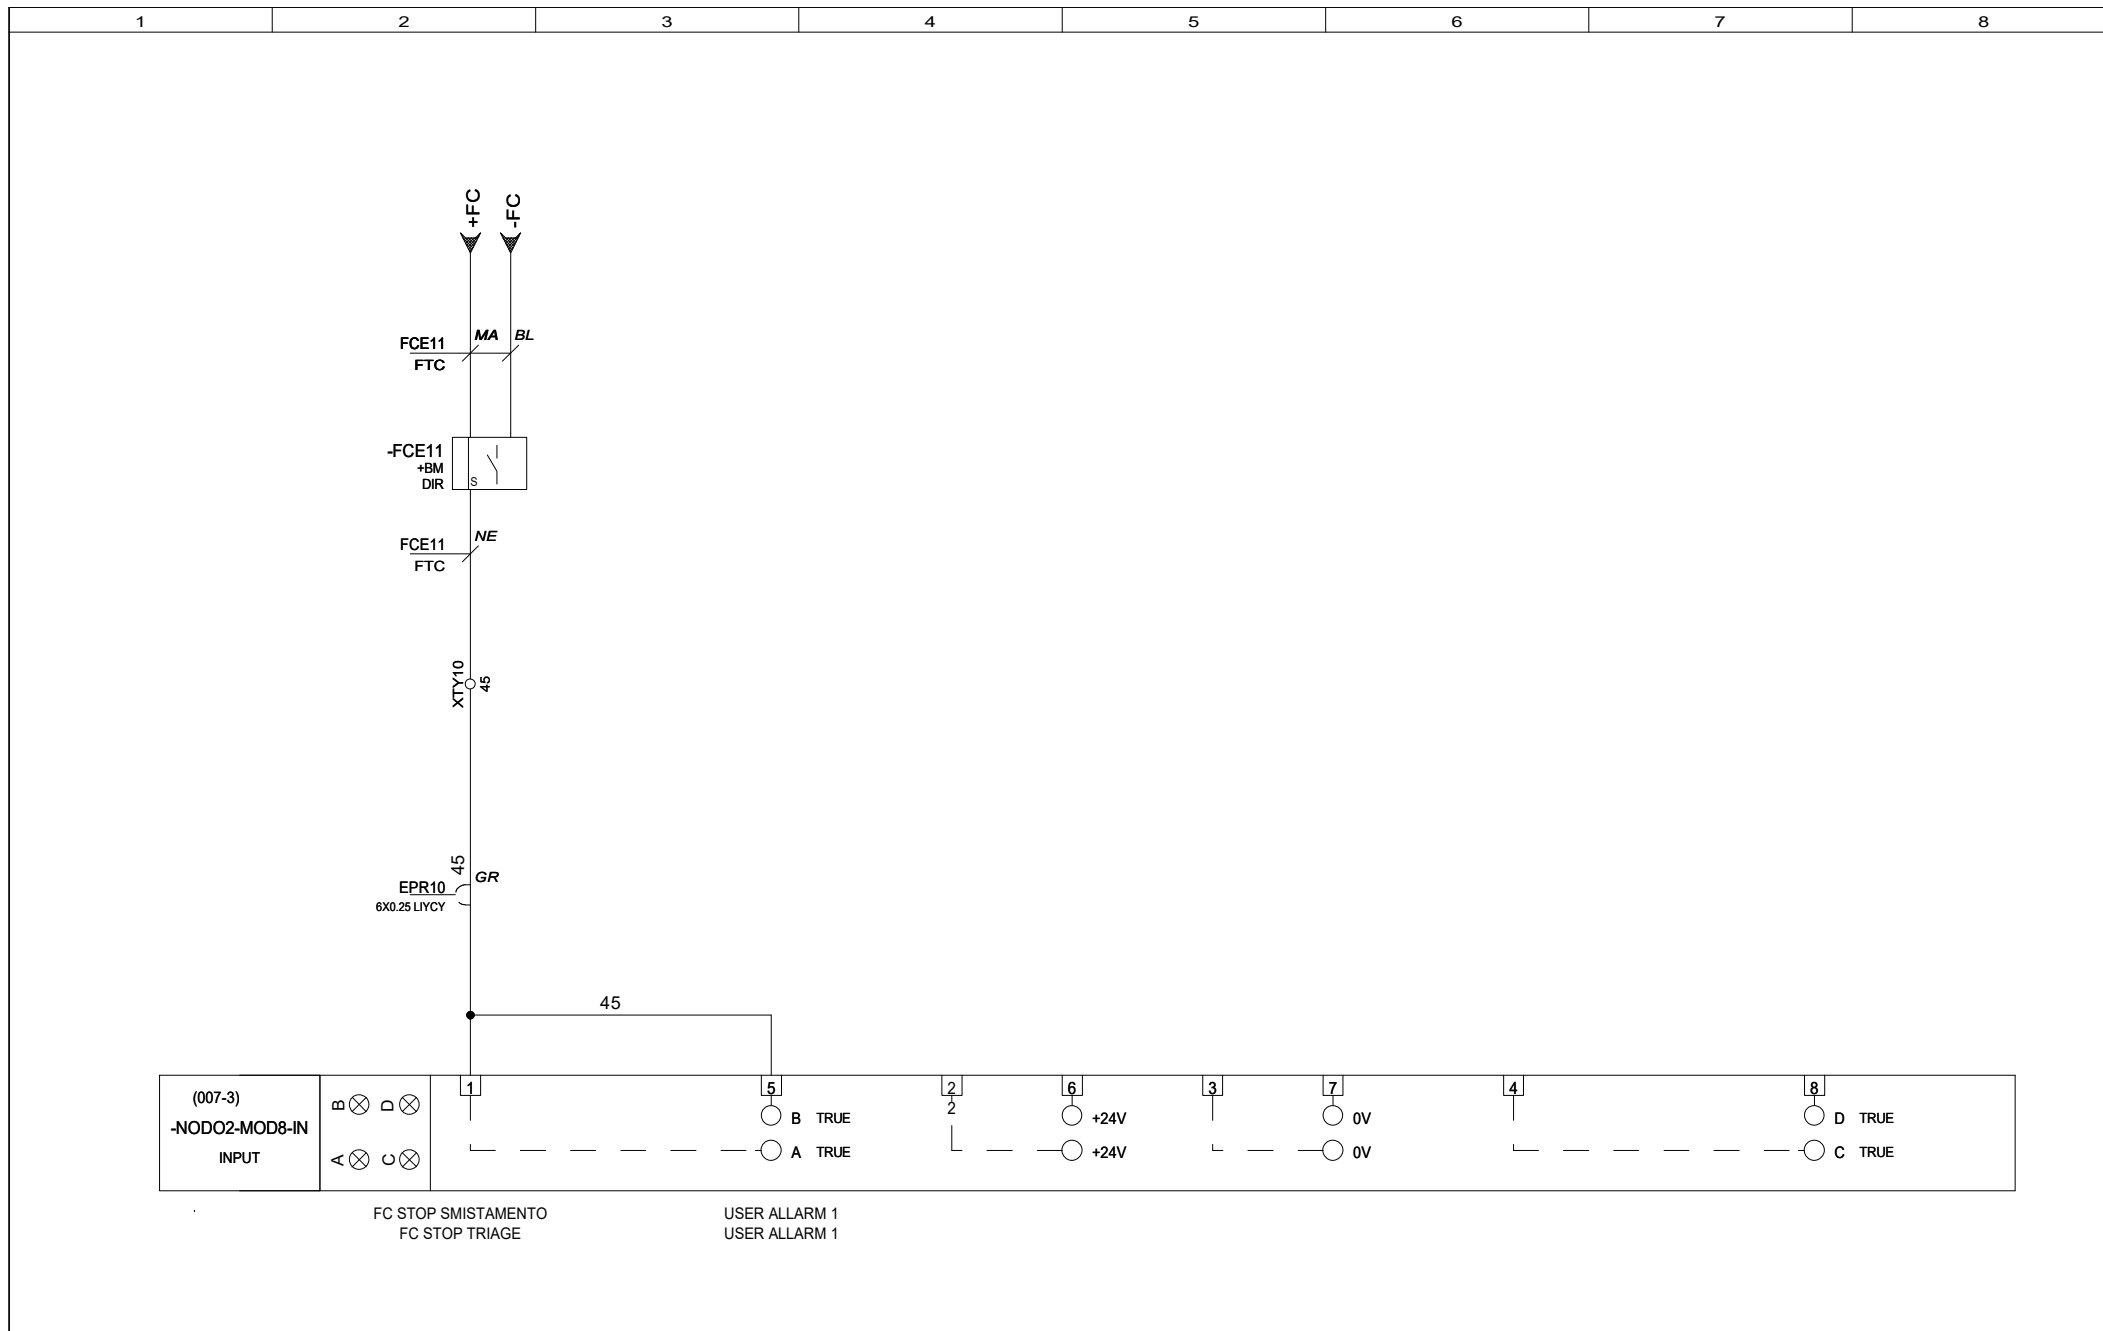 1 2 3 4 5 6 7 8
+FC -FC
MA BL
FCE11
FTC
-FCE11
+BM
DIR
S
NE
FCE11
FTC
XTY10
45
45
GR
EPR10
6X0.25 LIYCY
45
1 5 2 6 3 7 4 8
(007-3)
-NODO2-MOD8-IN
INPUT
B D
A C
2
B TRUE +24V 0V D TRUE
A TRUE +24V 0V C TRUE
FC STOP SMISTAMENTO USER ALLARM 1
FC STOP TRIAGE USER ALLARM 1